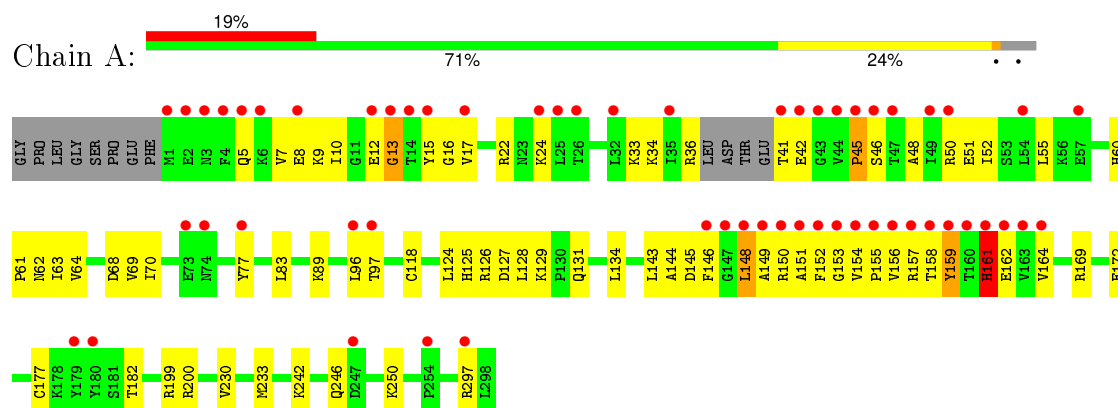 19%
Chain A:
71% 24% • •
GLY PRO LEU GLY SER PRO GLU PHE M1 E2 N3 F4 Q5 K6 V7 E8 K9 I10 G11 E12 G13 T14 Y15 G16 V17 R22 N23 K24 L25 T26 L32 K33 K34 I35 R36 LEU ASP THR GLU T41 E42 G43 V44 P45 S46 T47 A48 I49 R50 E51 I52 S53 L54 L55 K56 E57 H60
P61 N62 I63 V64 D68 V69 I70 E73 N74 Y77 L83 K89 L96 T97 C118 L124 H125 R126 D127 L128 K129 P130 Q131 L134 L143 A144 D145 F146 G147 L148 A149 R150 A151 F152 G153 V154 P155 V156 R157 T158 Y159 T160 H161 E162 V163 V164 R169
C177 K178 Y179 Y180 S181 T182 R199 R200 V230 M233 K242 Q246 D247 K250 P254 R297 L298